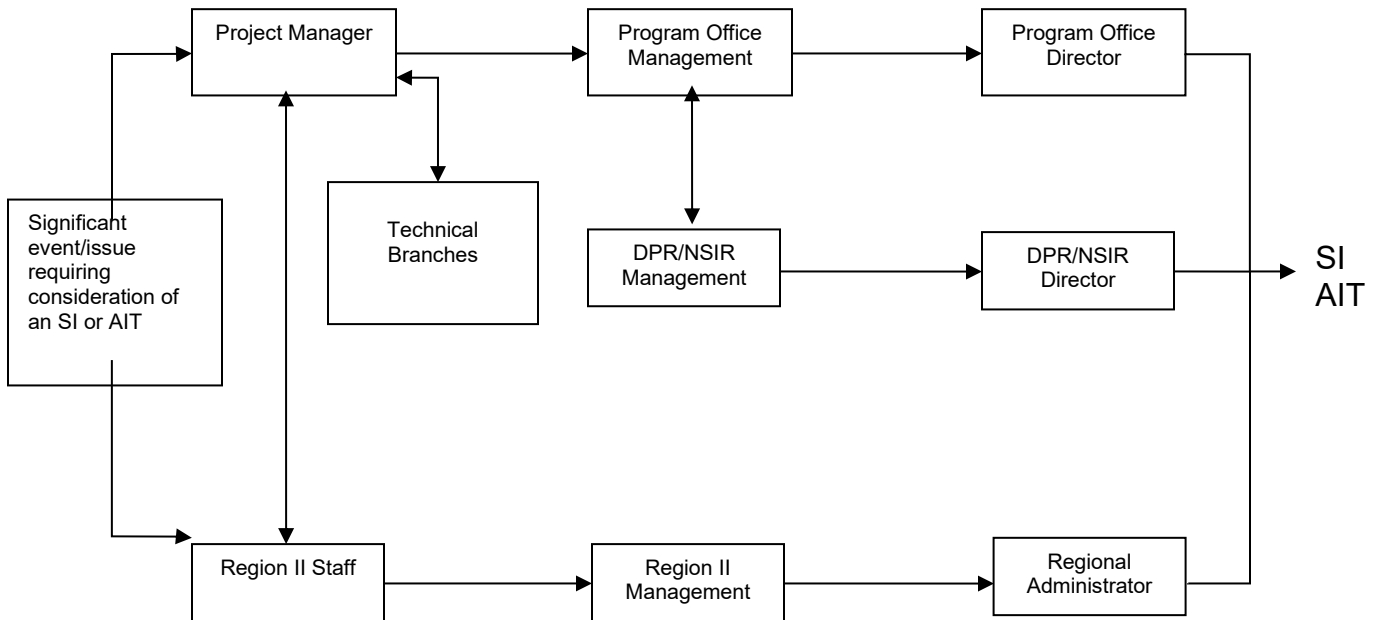 Project Manager
Program Office
Management
Program Office
Director
Significant
event/issue
requiring
consideration of
an SI or AIT
Technical
Branches
DPR/NSIR
Management
DPR/NSIR
Director
SI
AIT
Region II Staff
Region II
Management
Regional
Administrator